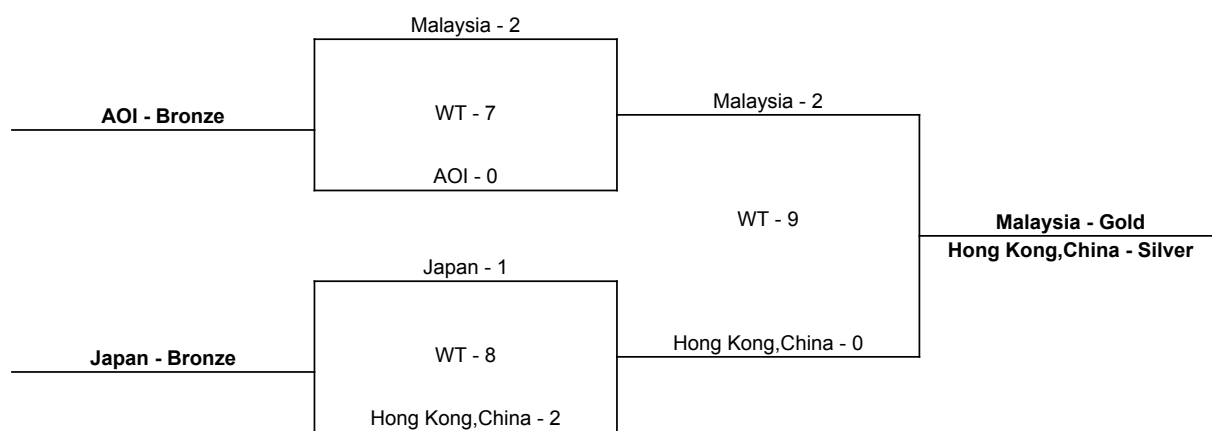 Malaysia - 2
AOI - Bronze
WT - 7
Malaysia - 2
AOI - 0
WT - 9
Malaysia - Gold
Hong Kong,China - Silver
Japan - 1
Japan - Bronze
WT - 8
Hong Kong,China - 0
Hong Kong,China - 2